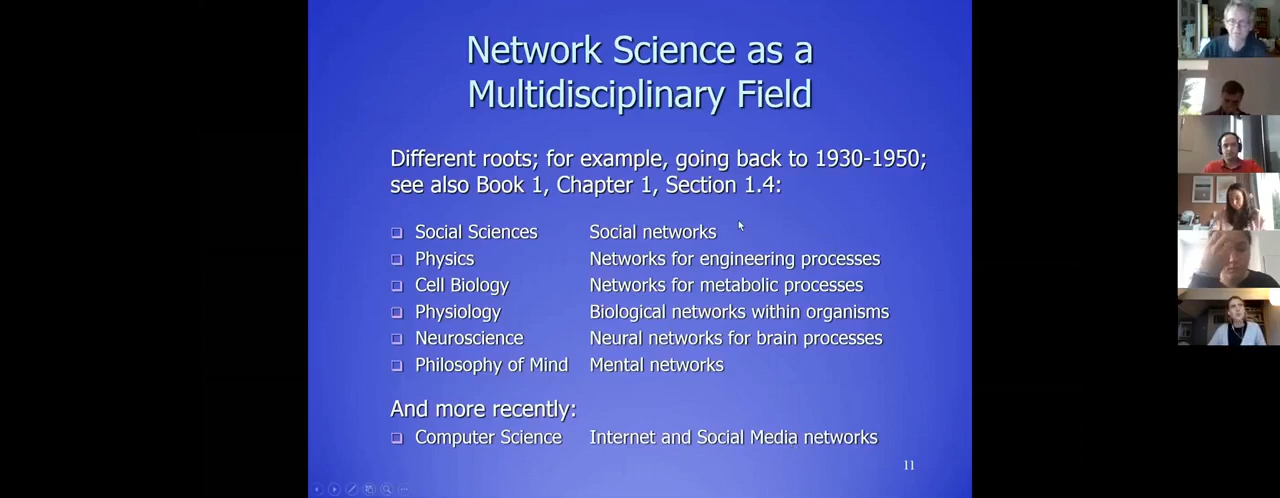 Network Science as a
Multidisciplinary Field
Different roots; for example, going back to 1930-1950;
see also Book 1, Chapter 1, Section 1.4:
Social Sciences Social networks
Physics Networks for engineering processes
Cell Biology Networks for metabolic processes
Physiology Biological networks within organisms
Neuroscience Neural networks for brain processes
Philosophy of Mind Mental networks
And more recently:
Computer Science Internet and Social Media networks
11